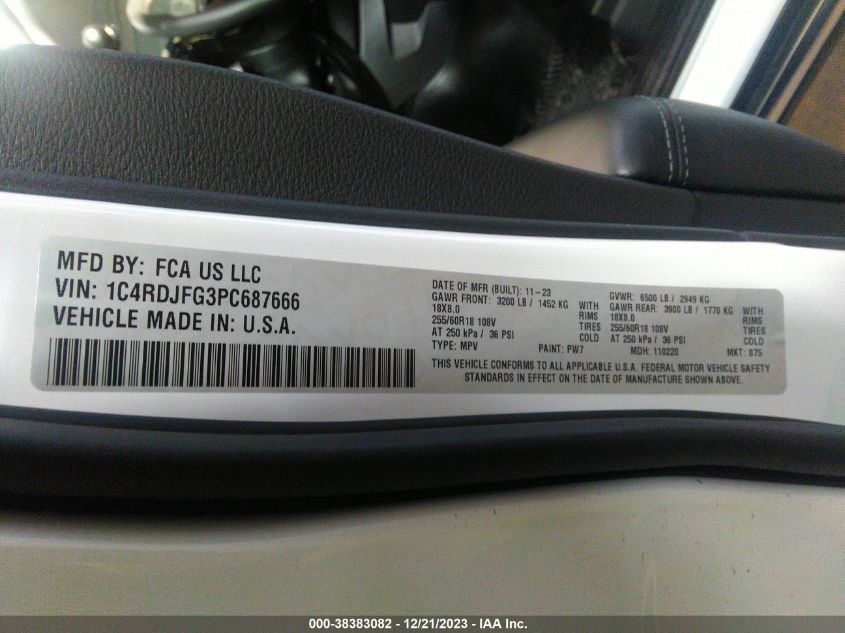 MFD BY: FCA US LLC
VIN: 1C4RDJFG3PC687666
VEHICLE MADE IN: U.S.A.
DATE OF MFR (BUILT): 11-23
GAWR FRONT: 3200 LB / 1452 KG WITH
18X8.0 RIMS
255/60R18 108V TIRES
AT 250 kPa / 36 PSI COLD
TYPE: MPV PAINT: PW7
GVWR: 6500 LB / 2949 KG
GAWR REAR: 3900 LB / 1770 KG WITH
18X8.0 RIMS
255/60R18 108V TIRES
AT 250 kPa / 36 PSI COLD
MDH: 110220 MKT: 875
THIS VEHICLE CONFORMS TO ALL APPLICABLE U.S.A. FEDERAL MOTOR VEHICLE SAFETY
STANDARDS IN EFFECT ON THE DATE OF MANUFACTURE SHOWN ABOVE.
000-38383082 - 12/21/2023 - IAA Inc.